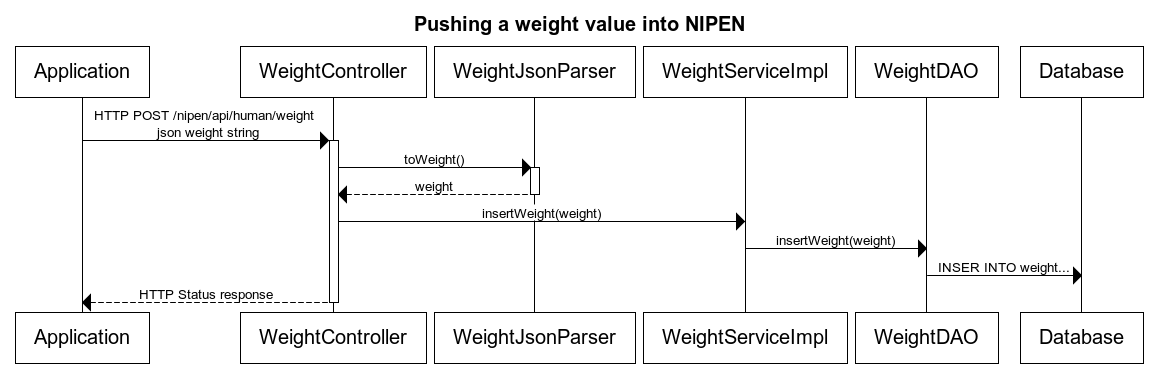 Pushing a weight value into NIPEN
Application
WeightController
WeightJsonParser
WeightServiceImpl
WeightDAO
Database
HTTP POST /nipen/api/human/weight
json weight string
toWeight()
weight
insertWeight(weight)
insertWeight(weight)
INSER INTO weight...
HTTP Status response
Application
WeightController
WeightJsonParser
WeightServiceImpl
WeightDAO
Database